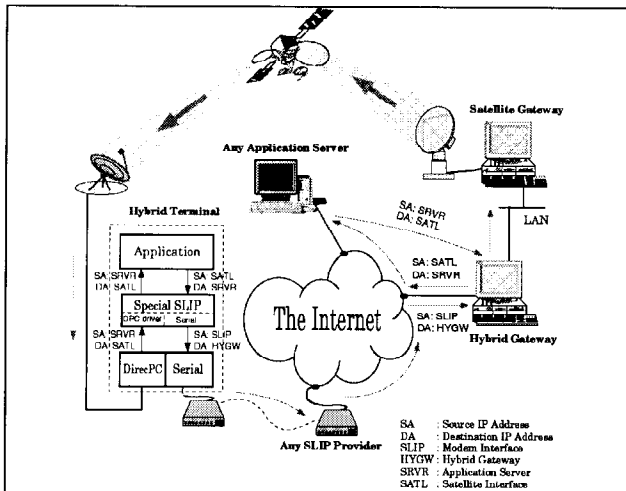 Satellite Gateway
Any Application Server
LAN
Hybrid Terminal
Application
SA: SRVR
DA: SATL
SA: SATL
DA: SRVR
Special SLIP
DPC driver
Serial
SA: SRVR
DA: SATL
SA: SLIP
DA: HYGW
DirecPC
Serial
The Internet
SA: SRVR
DA: SATL
SA: SATL
DA: SRVR
SA: SLIP
DA: HYGW
Hybrid Gateway
Any SLIP Provider
SA : Source IP Address
DA : Destination IP Address
SLIP : Modem Interface
HYGW : Hybrid Gateway
SRVR : Application Server
SATL : Satellite Interface